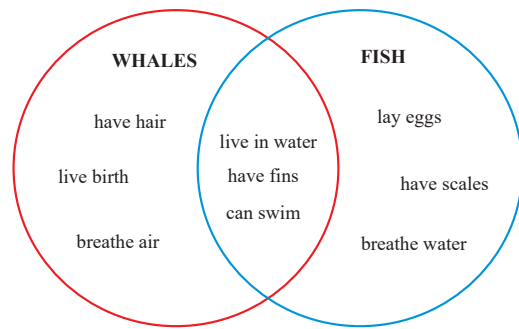 WHALES
have hair
live birth
breathe air
live in water
have fins
can swim
FISH
lay eggs
have scales
breathe water